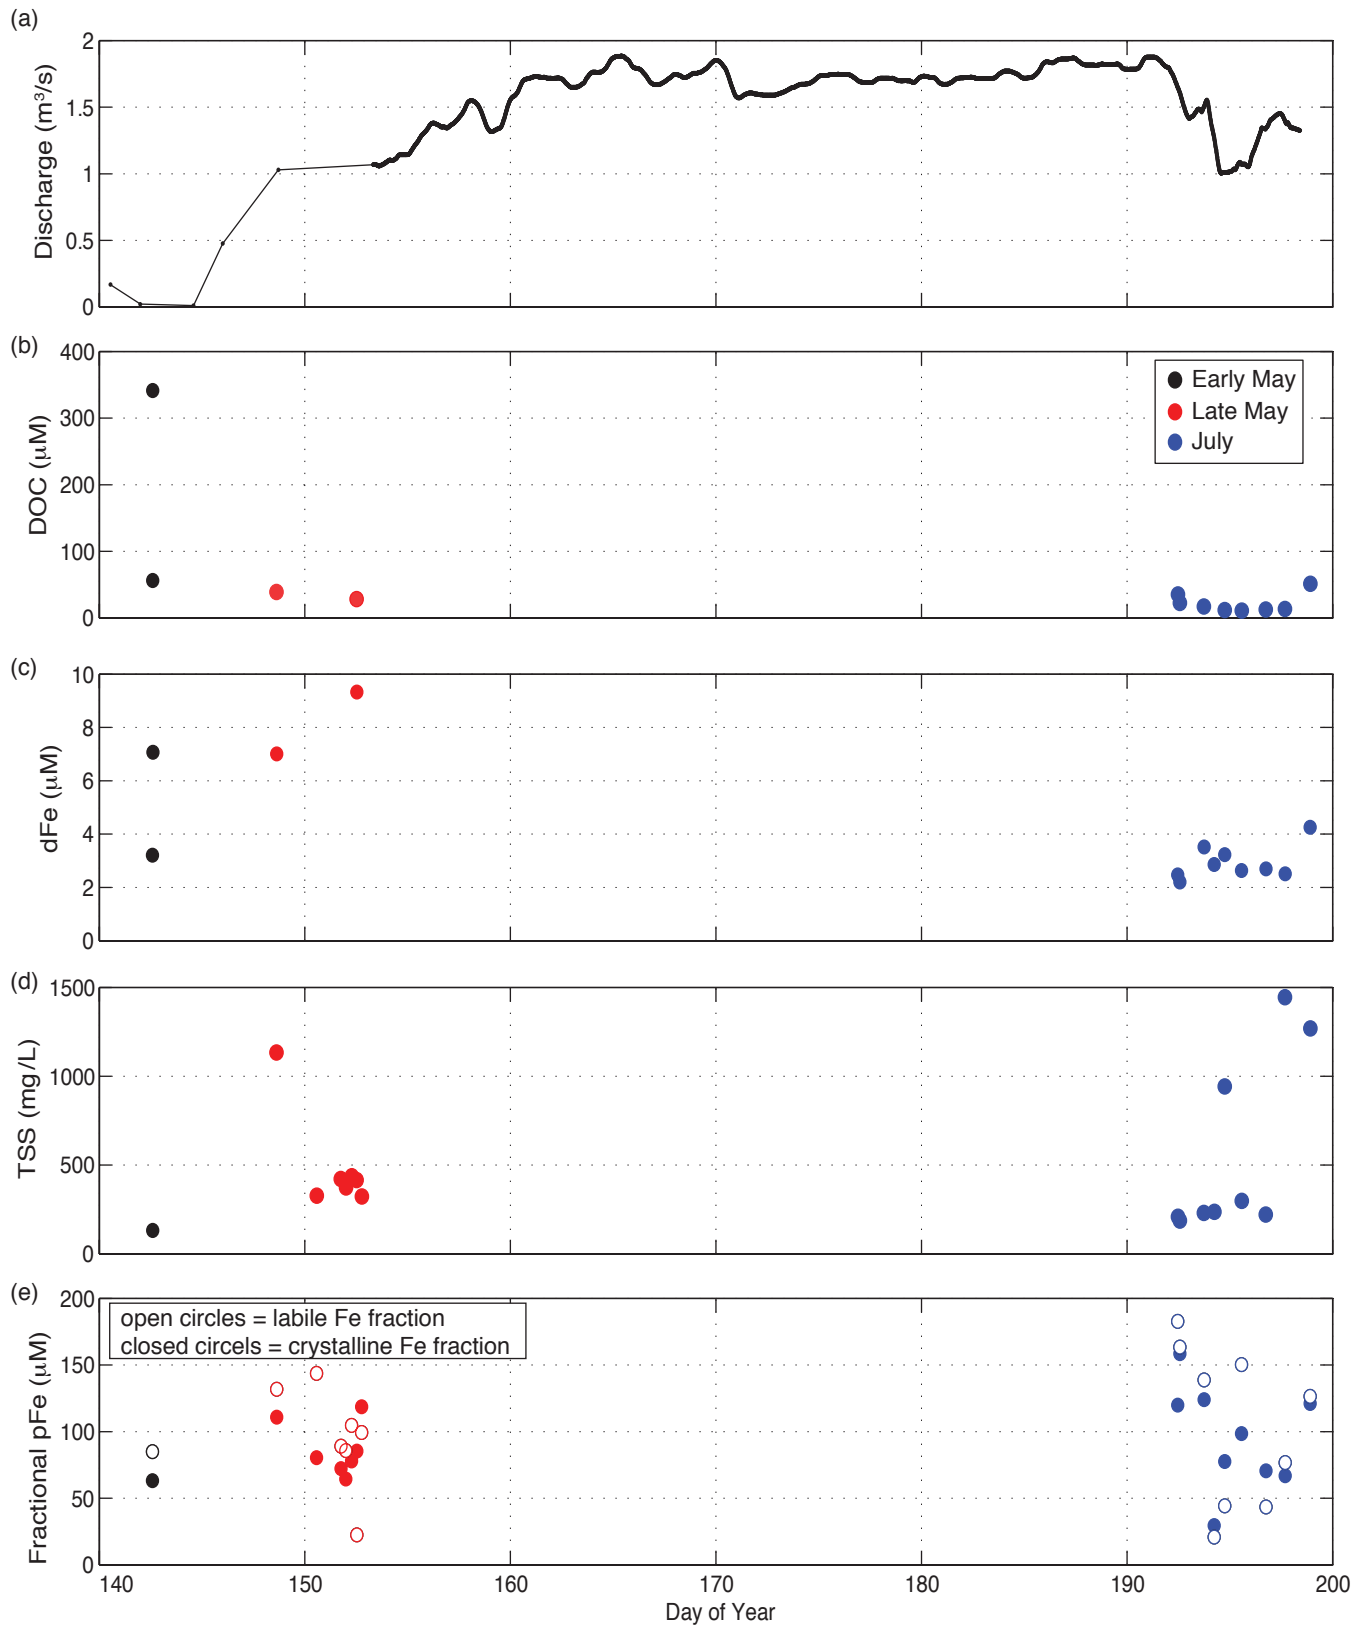 (a)
Discharge (m³/s)
2
1.5
1
0.5
0
(b)
DOC (μM)
400
300
200
100
0
Early May
Late May
July
(c)
dFe (μM)
10
8
6
4
2
0
(d)
TSS (mg/L)
1500
1000
500
0
(e)
Fractional pFe (μM)
200
150
100
50
0
open circles = labile Fe fraction
closed circels = crystalline Fe fraction
140 150 160 170 180 190 200
Day of Year